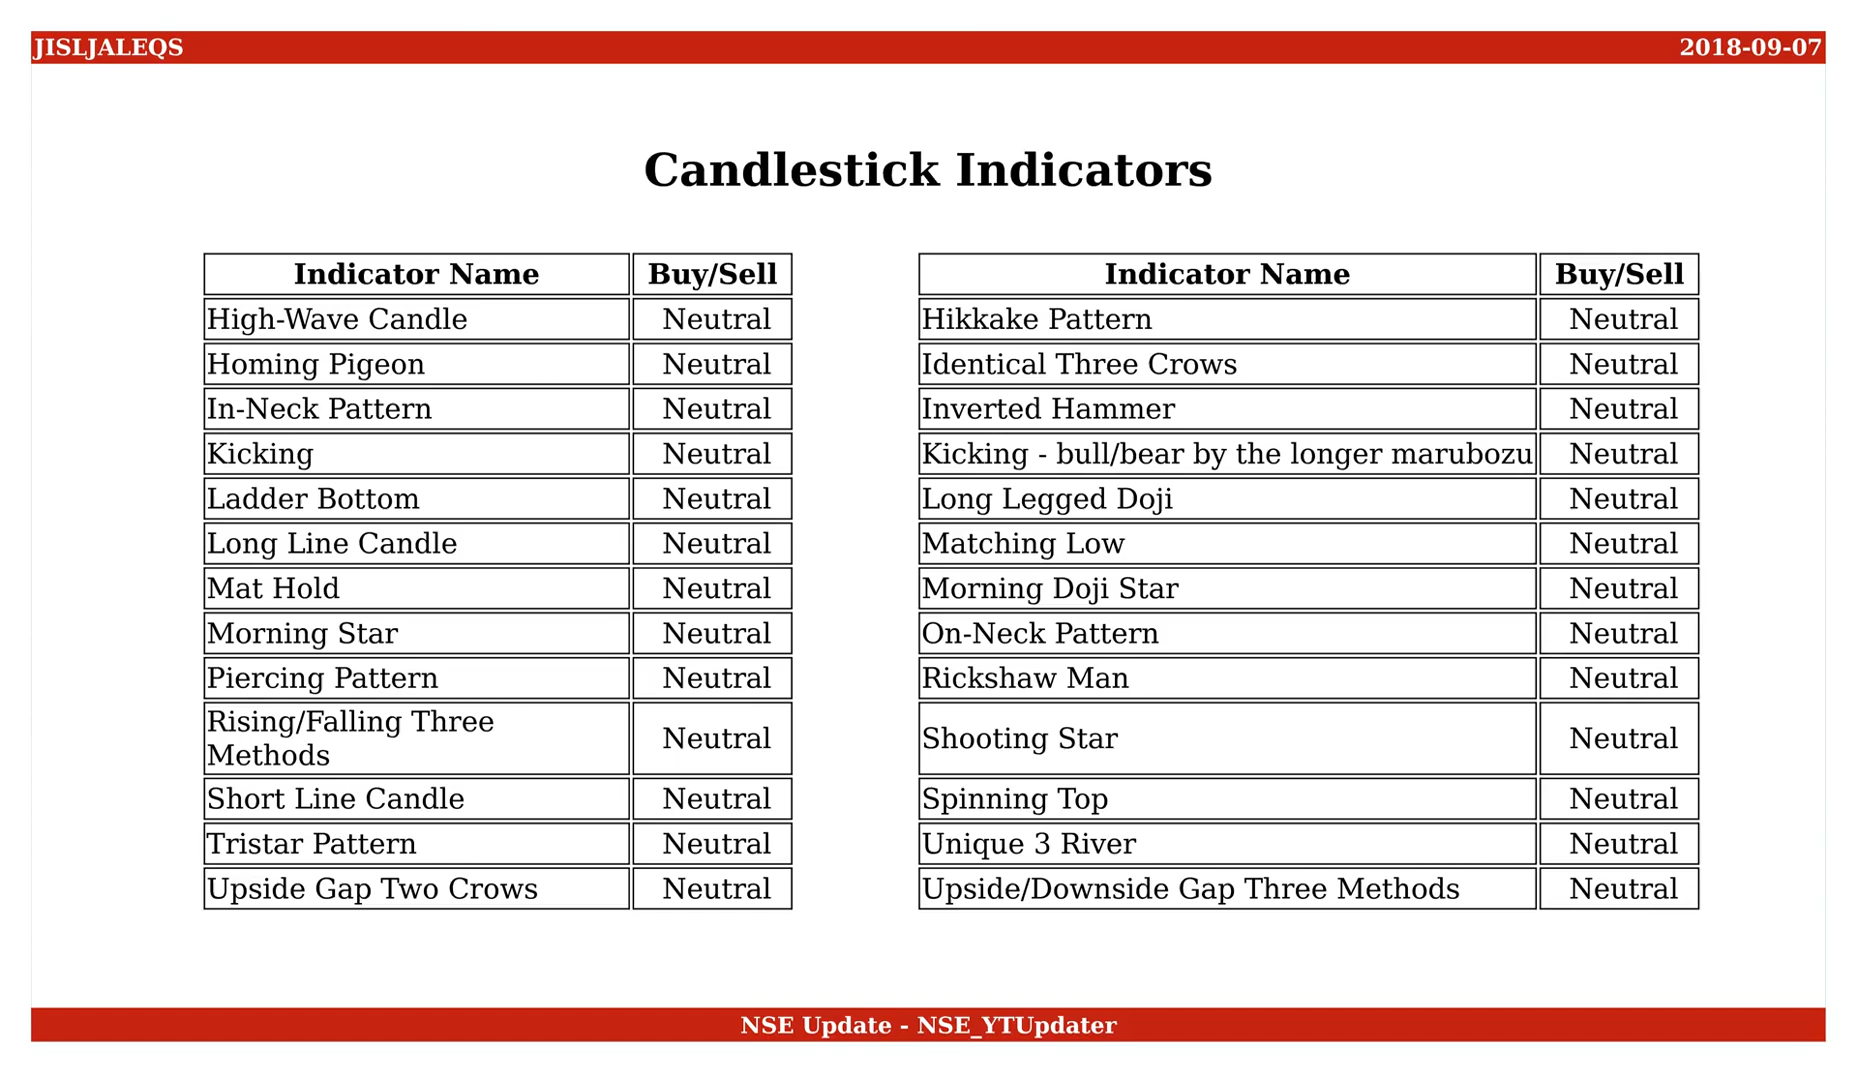 JISLJALEQS 2018-09-07
Candlestick Indicators
Indicator Name Buy/Sell
High-Wave Candle Neutral
Homing Pigeon Neutral
In-Neck Pattern Neutral
Kicking Neutral
Ladder Bottom Neutral
Long Line Candle Neutral
Mat Hold Neutral
Morning Star Neutral
Piercing Pattern Neutral
Rising/Falling Three
Methods Neutral
Short Line Candle Neutral
Tristar Pattern Neutral
Upside Gap Two Crows Neutral
Indicator Name Buy/Sell
Hikkake Pattern Neutral
Identical Three Crows Neutral
Inverted Hammer Neutral
Kicking - bull/bear by the longer marubozu Neutral
Long Legged Doji Neutral
Matching Low Neutral
Morning Doji Star Neutral
On-Neck Pattern Neutral
Rickshaw Man Neutral
Shooting Star Neutral
Spinning Top Neutral
Unique 3 River Neutral
Upside/Downside Gap Three Methods Neutral
NSE Update - NSE_YTUpdater